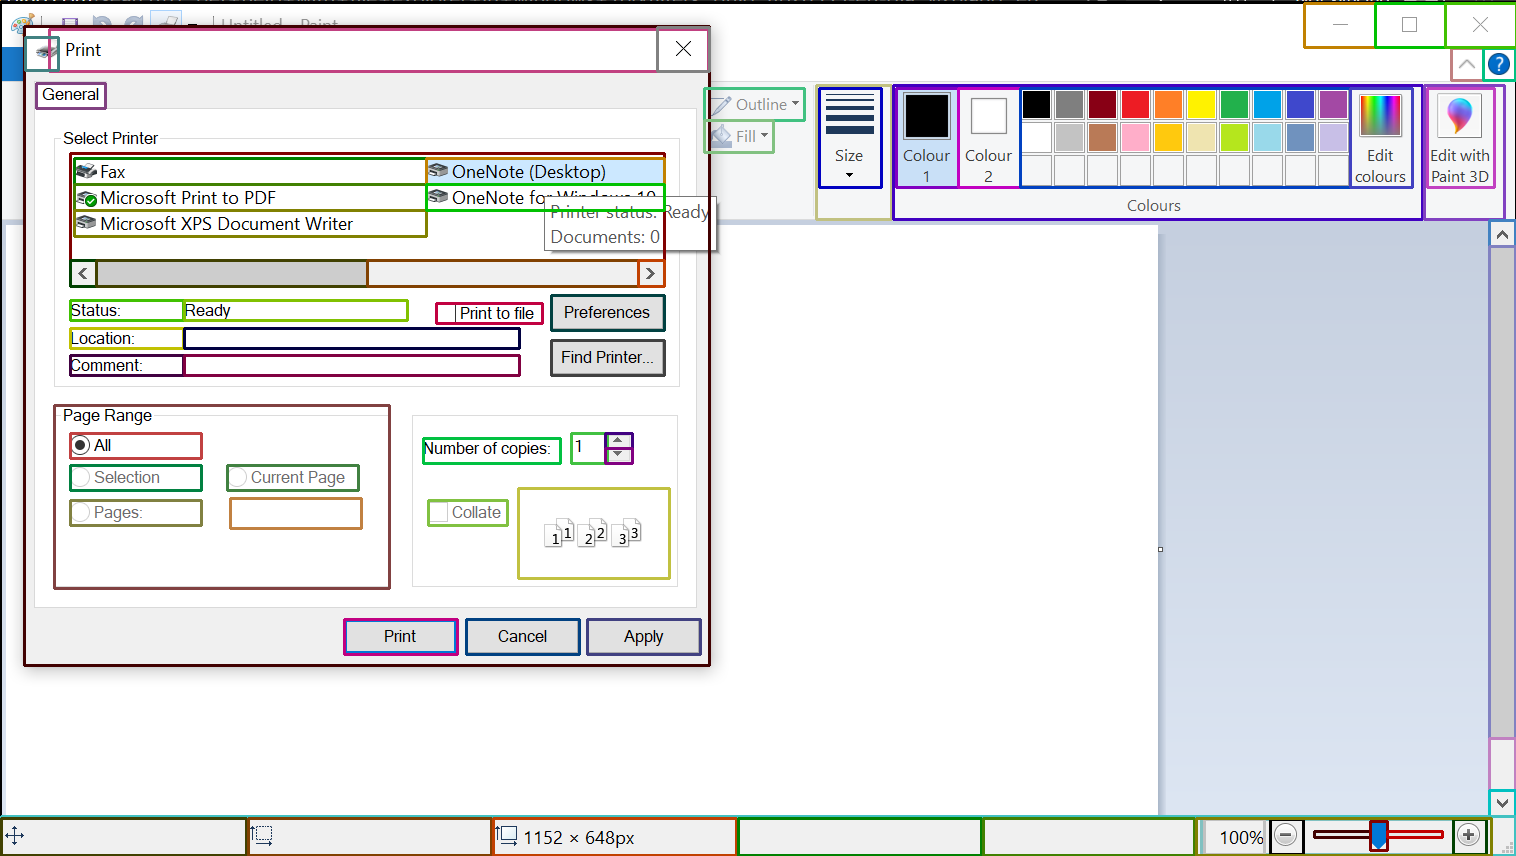 Untitled - Paint
Print
General
Outline
Fill
Size
Colour
1
Colour
2
Edit
colours
Edit with
Paint 3D
Colours
Select Printer
Fax
OneNote (Desktop)
Microsoft Print to PDF
OneNote for Windows 10
Microsoft XPS Document Writer
Printer status: Ready
Documents: 0
Status:
Ready
Print to file
Preferences
Location:
Find Printer...
Comment:
Page Range
All
Selection
Current Page
Pages:
Number of copies:
1
Collate
1 1 2 2 3 3
Print
Cancel
Apply
1152 × 648px
100%